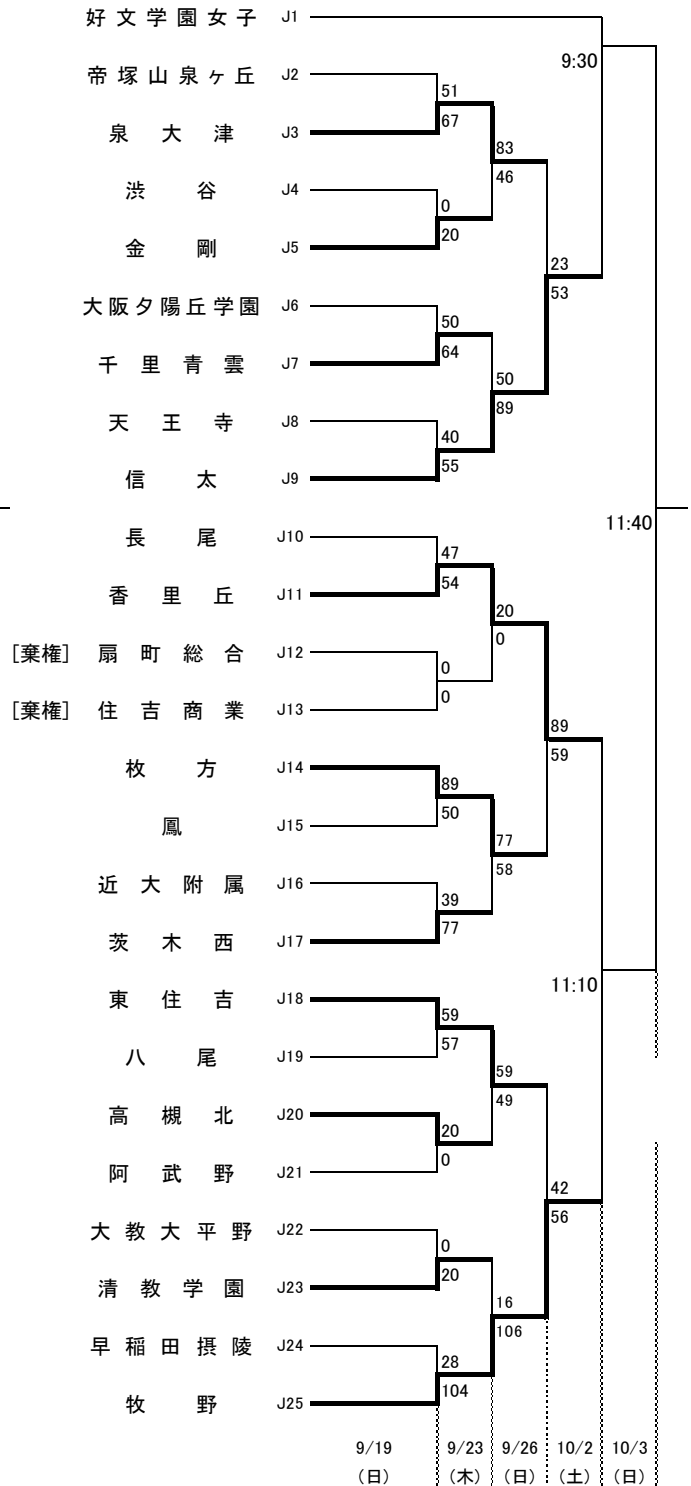 好文学園女子 J1
9:30
帝塚山泉ヶ丘 J2
51
泉大津 J3
67
83
46
渋谷 J4
0
金剛 J5
20
23
53
大阪夕陽丘学園 J6
50
千里青雲 J7
64
50
89
天王寺 J8
40
信太 J9
55
11:40
長尾 J10
47
香里丘 J11
54
20
0
[棄権] 扇町総合 J12
0
[棄権] 住吉商業 J13
0
89
59
枚方 J14
89
鳳 J15
50
77
58
近大附属 J16
39
茨木西 J17
77
11:10
東住吉 J18
59
八尾 J19
57
59
49
高槻北 J20
20
阿武野 J21
0
42
56
大教大平野 J22
0
清教学園 J23
20
16
106
早稲田摂陵 J24
28
牧野 J25
104
9/19 9/23 9/26 10/2 10/3
(日) (木) (日) (土) (日)